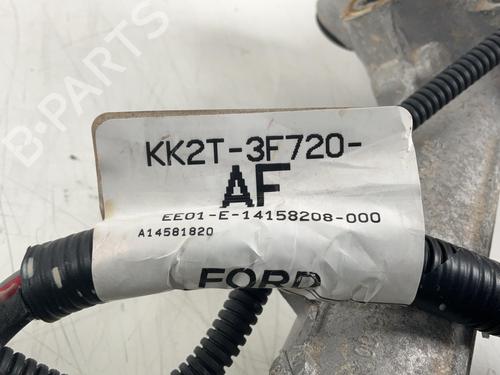 B-PARTS
KK2T-3F720-
AF
EE01-E-14158208-000
A14581820
FORD